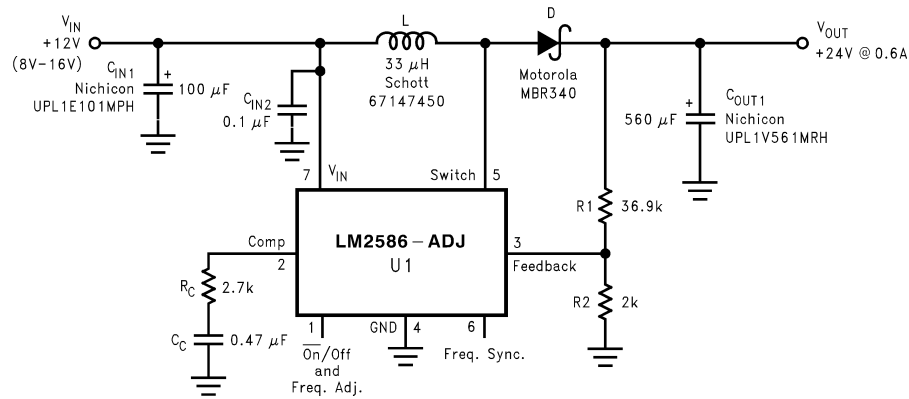 V_IN
+12V
(8V–16V)
C_IN1
Nichicon
UPL1E101MPH
+
100 μF
C_IN2
0.1 μF
L
33 μH
Schott
67147450
D
Motorola
MBR340
V_OUT
+24V @ 0.6A
+
560 μF
C_OUT1
Nichicon
UPL1V561MRH
7
V_IN
Switch
5
R1
36.9k
LM2586–ADJ
U1
Comp
2
3
Feedback
R_C
2.7k
R2
2k
C_C
0.47 μF
1
GND
4
6
O̅n̅/Off
and
Freq. Adj.
Freq. Sync.